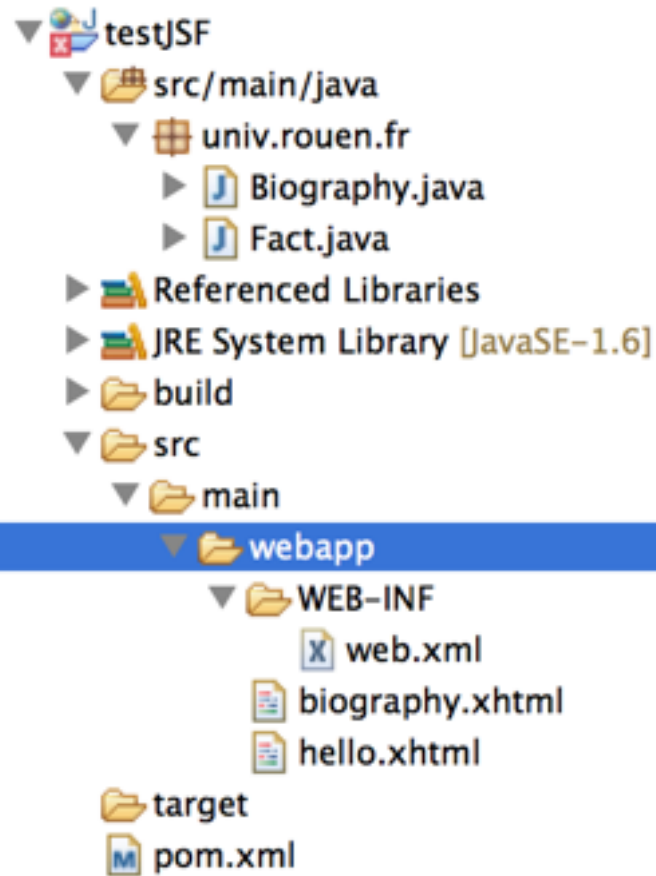 testJSF
src/main/java
univ.rouen.fr
Biography.java
Fact.java
Referenced Libraries
JRE System Library [JavaSE-1.6]
build
src
main
webapp
WEB-INF
web.xml
biography.xhtml
hello.xhtml
target
pom.xml